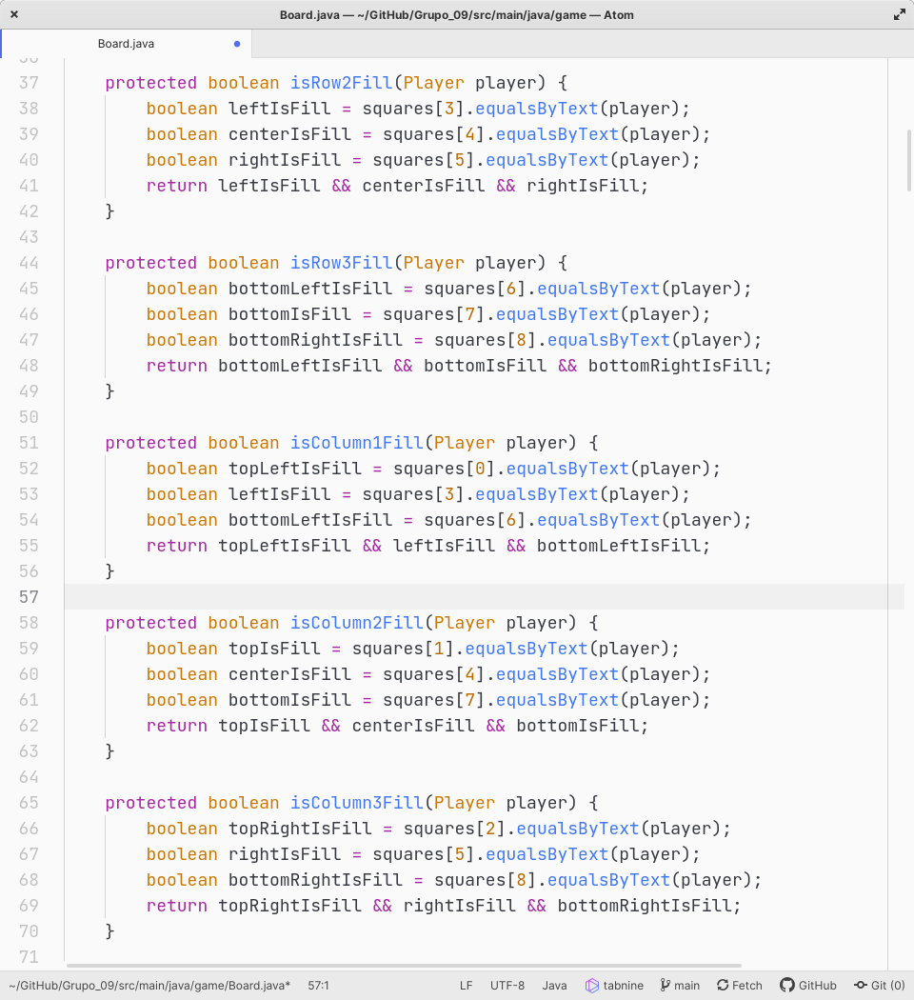 Board.java — ~/GitHub/Grupo_09/src/main/java/game — Atom
Board.java
36
37 protected boolean isRow2Fill(Player player) {
38 boolean leftIsFill = squares[3].equalsByText(player);
39 boolean centerIsFill = squares[4].equalsByText(player);
40 boolean rightIsFill = squares[5].equalsByText(player);
41 return leftIsFill && centerIsFill && rightIsFill;
42 }
43
44 protected boolean isRow3Fill(Player player) {
45 boolean bottomLeftIsFill = squares[6].equalsByText(player);
46 boolean bottomIsFill = squares[7].equalsByText(player);
47 boolean bottomRightIsFill = squares[8].equalsByText(player);
48 return bottomLeftIsFill && bottomIsFill && bottomRightIsFill;
49 }
50
51 protected boolean isColumn1Fill(Player player) {
52 boolean topLeftIsFill = squares[0].equalsByText(player);
53 boolean leftIsFill = squares[3].equalsByText(player);
54 boolean bottomLeftIsFill = squares[6].equalsByText(player);
55 return topLeftIsFill && leftIsFill && bottomLeftIsFill;
56 }
57
58 protected boolean isColumn2Fill(Player player) {
59 boolean topIsFill = squares[1].equalsByText(player);
60 boolean centerIsFill = squares[4].equalsByText(player);
61 boolean bottomIsFill = squares[7].equalsByText(player);
62 return topIsFill && centerIsFill && bottomIsFill;
63 }
64
65 protected boolean isColumn3Fill(Player player) {
66 boolean topRightIsFill = squares[2].equalsByText(player);
67 boolean rightIsFill = squares[5].equalsByText(player);
68 boolean bottomRightIsFill = squares[8].equalsByText(player);
69 return topRightIsFill && rightIsFill && bottomRightIsFill;
70 }
71
~/GitHub/Grupo_09/src/main/java/game/Board.java* 57:1 LF UTF-8 Java tabnine main Fetch GitHub Git (0)